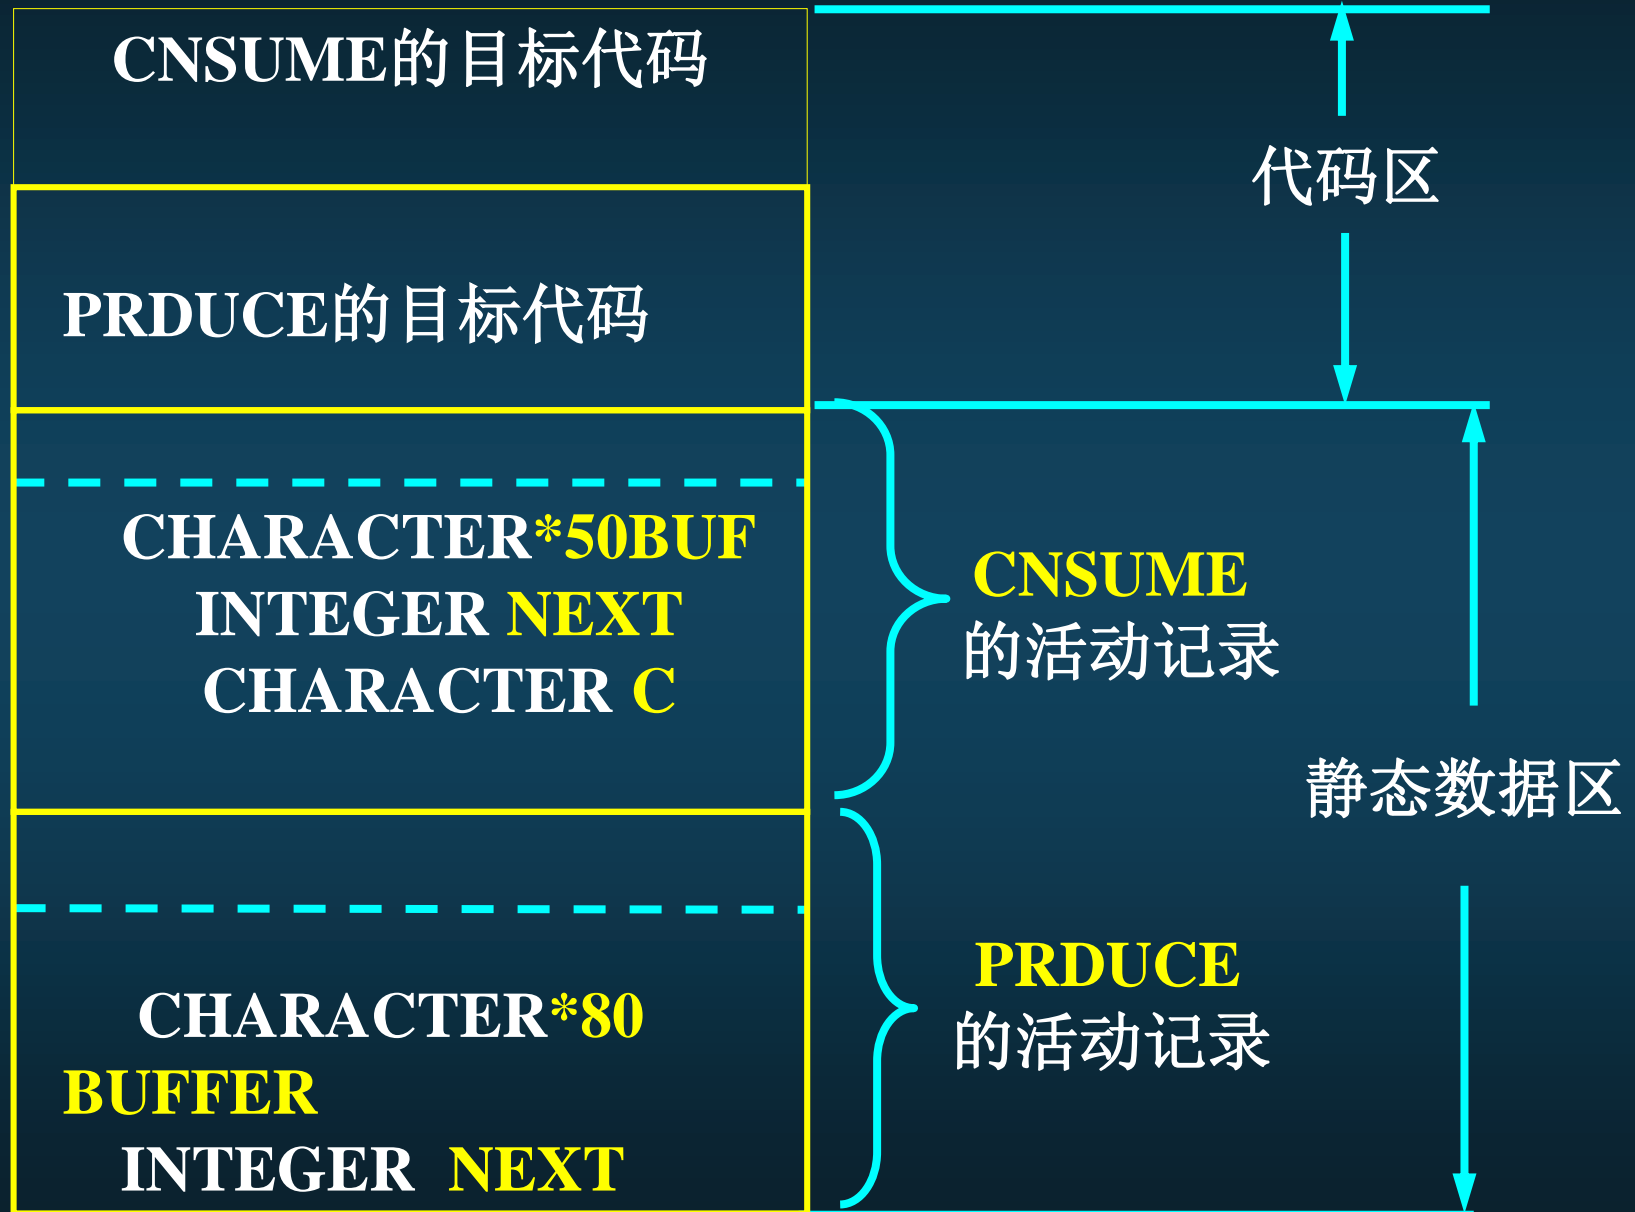 CNSUME的目标代码
代码区
PRDUCE的目标代码
CHARACTER*50BUF
INTEGER NEXT
CHARACTER C
CNSUME
的活动记录
静态数据区
CHARACTER*80
BUFFER
INTEGER NEXT
PRDUCE
的活动记录